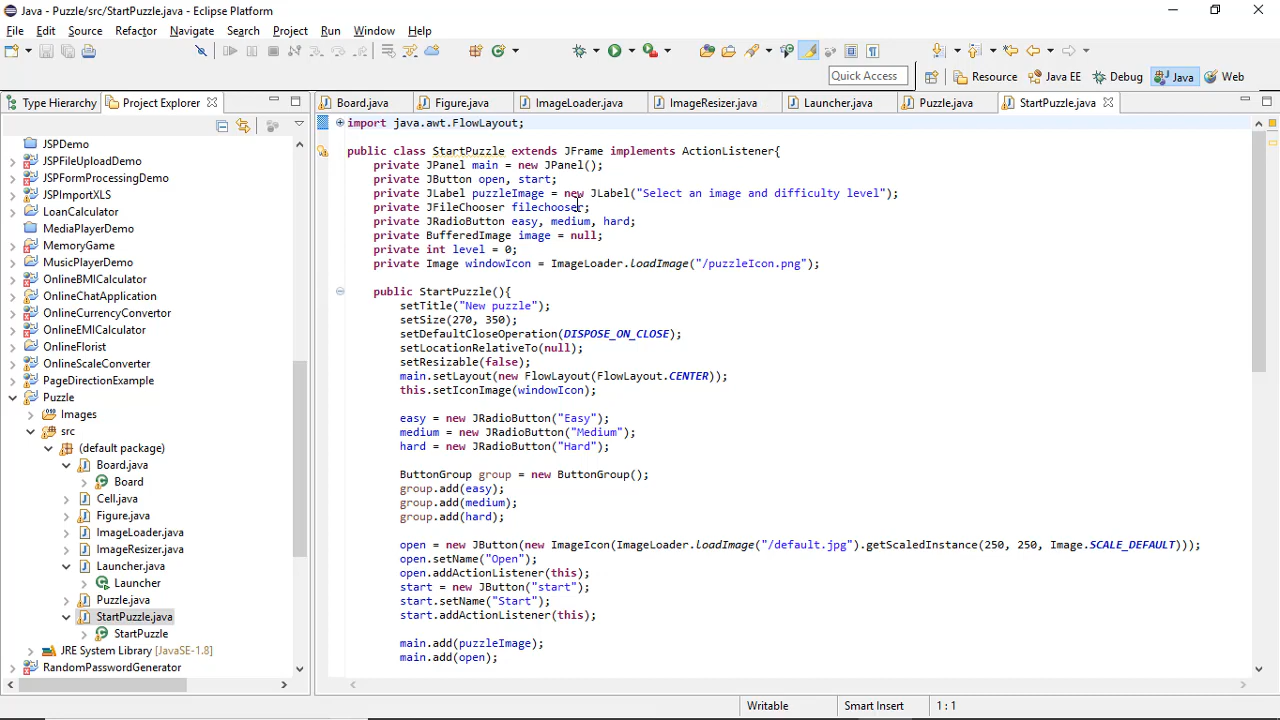 Java - Puzzle/src/StartPuzzle.java - Eclipse Platform
File Edit Source Refactor Navigate Search Project Run Window Help
Quick Access Resource Java EE Debug Java Web
Type Hierarchy Project Explorer
Board.java Figure.java ImageLoader.java ImageResizer.java Launcher.java Puzzle.java StartPuzzle.java
JSPDemo
JSPFileUploadDemo
JSPFormProcessingDemo
JSPImportXLS
LoanCalculator
MediaPlayerDemo
MemoryGame
MusicPlayerDemo
OnlineBMICalculator
OnlineChatApplication
OnlineCurrencyConvertor
OnlineEMICalculator
OnlineFlorist
OnlineScaleConverter
PageDirectionExample
Puzzle
Images
src
(default package)
Board.java
Board
Cell.java
Figure.java
ImageLoader.java
ImageResizer.java
Launcher.java
Launcher
Puzzle.java
StartPuzzle.java
StartPuzzle
JRE System Library [JavaSE-1.8]
RandomPasswordGenerator
import java.awt.FlowLayout;
public class StartPuzzle extends JFrame implements ActionListener{
private JPanel main = new JPanel();
private JButton open, start;
private JLabel puzzleImage = new JLabel("Select an image and difficulty level");
private JFileChooser filechooser;
private JRadioButton easy, medium, hard;
private BufferedImage image = null;
private int level = 0;
private Image windowIcon = ImageLoader.loadImage("/puzzleIcon.png");
public StartPuzzle(){
setTitle("New puzzle");
setSize(270, 350);
setDefaultCloseOperation(DISPOSE_ON_CLOSE);
setLocationRelativeTo(null);
setResizable(false);
main.setLayout(new FlowLayout(FlowLayout.CENTER));
this.setIconImage(windowIcon);
easy = new JRadioButton("Easy");
medium = new JRadioButton("Medium");
hard = new JRadioButton("Hard");
ButtonGroup group = new ButtonGroup();
group.add(easy);
group.add(medium);
group.add(hard);
open = new JButton(new ImageIcon(ImageLoader.loadImage("/default.jpg").getScaledInstance(250, 250, Image.SCALE_DEFAULT)));
open.setName("Open");
open.addActionListener(this);
start = new JButton("start");
start.setName("Start");
start.addActionListener(this);
main.add(puzzleImage);
main.add(open);
Writable Smart Insert 1 : 1